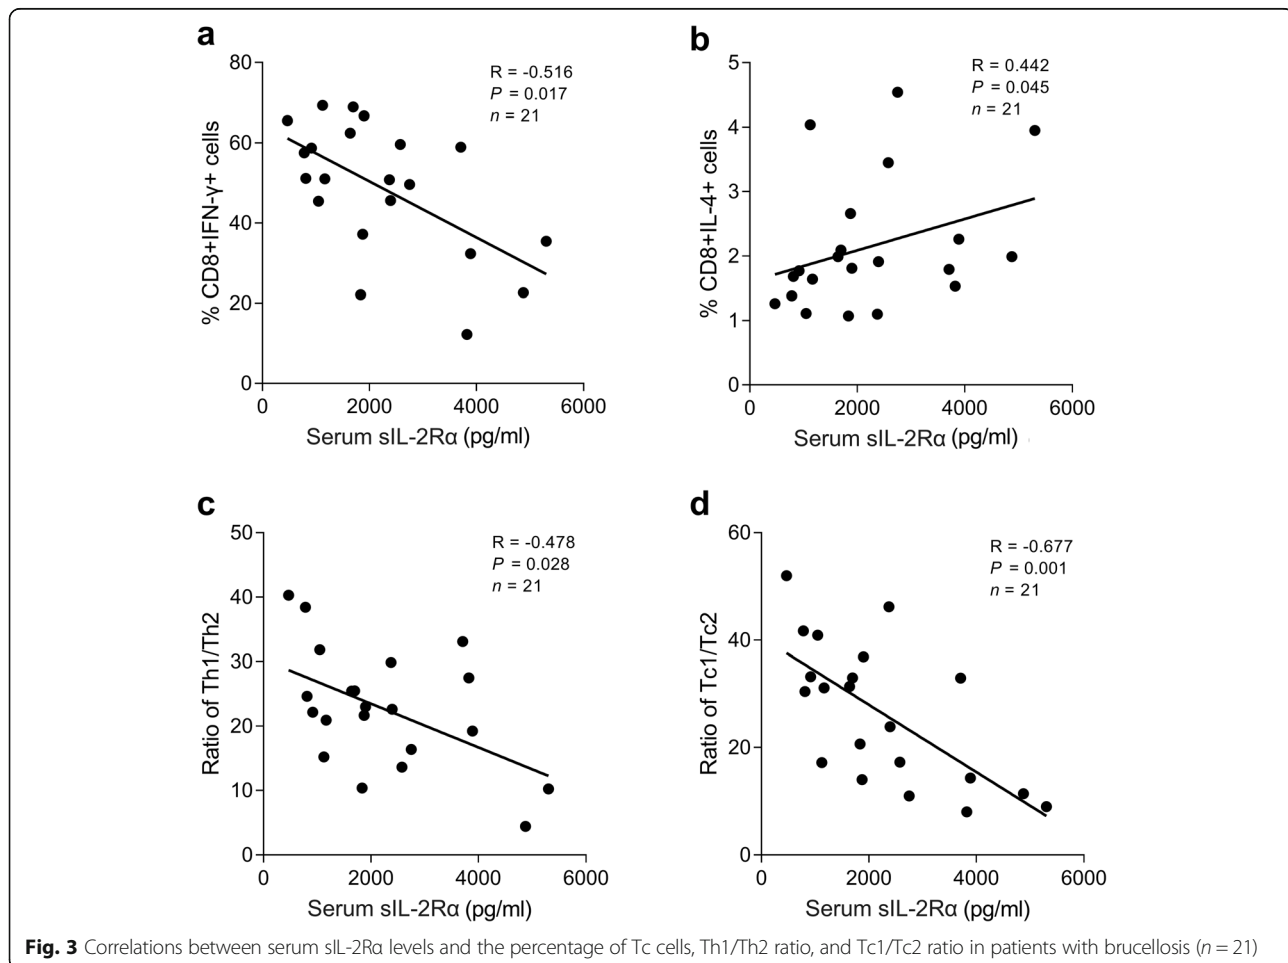 a
80
60
40
20
0
% CD8+IFN-γ+ cells
R = -0.516
P = 0.017
n = 21
0 2000 4000 6000
Serum sIL-2Rα (pg/ml)
b
5
4
3
2
1
0
% CD8+IL-4+ cells
R = 0.442
P = 0.045
n = 21
0 2000 4000 6000
Serum sIL-2Rα (pg/ml)
c
50
40
30
20
10
0
Ratio of Th1/Th2
R = -0.478
P = 0.028
n = 21
0 2000 4000 6000
Serum sIL-2Rα (pg/ml)
d
60
40
20
0
Ratio of Tc1/Tc2
R = -0.677
P = 0.001
n = 21
0 2000 4000 6000
Serum sIL-2Rα (pg/ml)
Fig. 3 Correlations between serum sIL-2Rα levels and the percentage of Tc cells, Th1/Th2 ratio, and Tc1/Tc2 ratio in patients with brucellosis (n = 21)